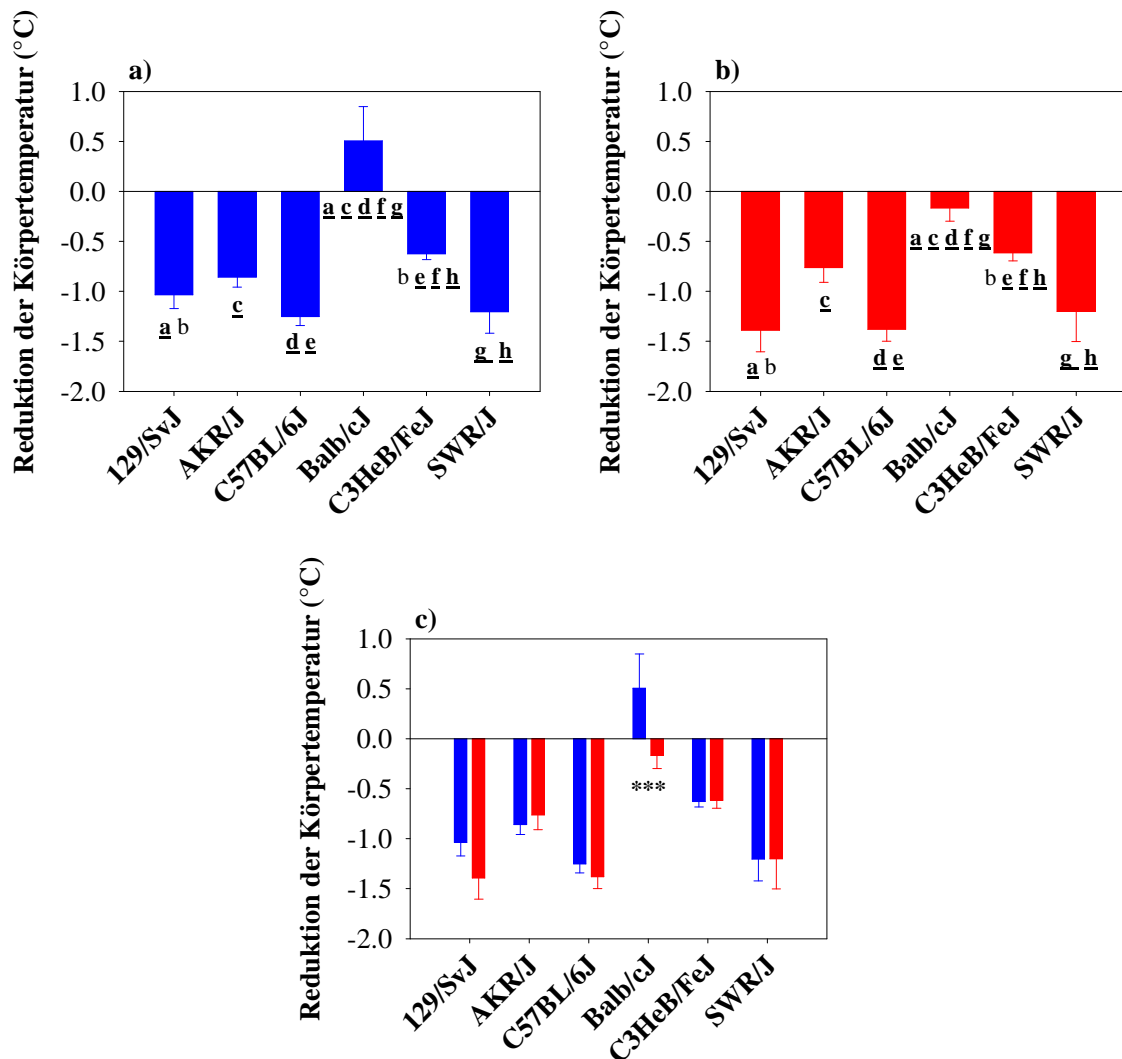 a)
Reduktion der Körpertemperatur (°C)
1.0
0.5
0.0
-0.5
-1.0
-1.5
-2.0
a b
c
d e
a c d f g
b e f h
g h
129/SvJ
AKR/J
C57BL/6J
Balb/cJ
C3HeB/FeJ
SWR/J
b)
Reduktion der Körpertemperatur (°C)
1.0
0.5
0.0
-0.5
-1.0
-1.5
-2.0
a b
c
d e
a c d f g
b e f h
g h
129/SvJ
AKR/J
C57BL/6J
Balb/cJ
C3HeB/FeJ
SWR/J
c)
Reduktion der Körpertemperatur (°C)
1.0
0.5
0.0
-0.5
-1.0
-1.5
-2.0
***
129/SvJ
AKR/J
C57BL/6J
Balb/cJ
C3HeB/FeJ
SWR/J